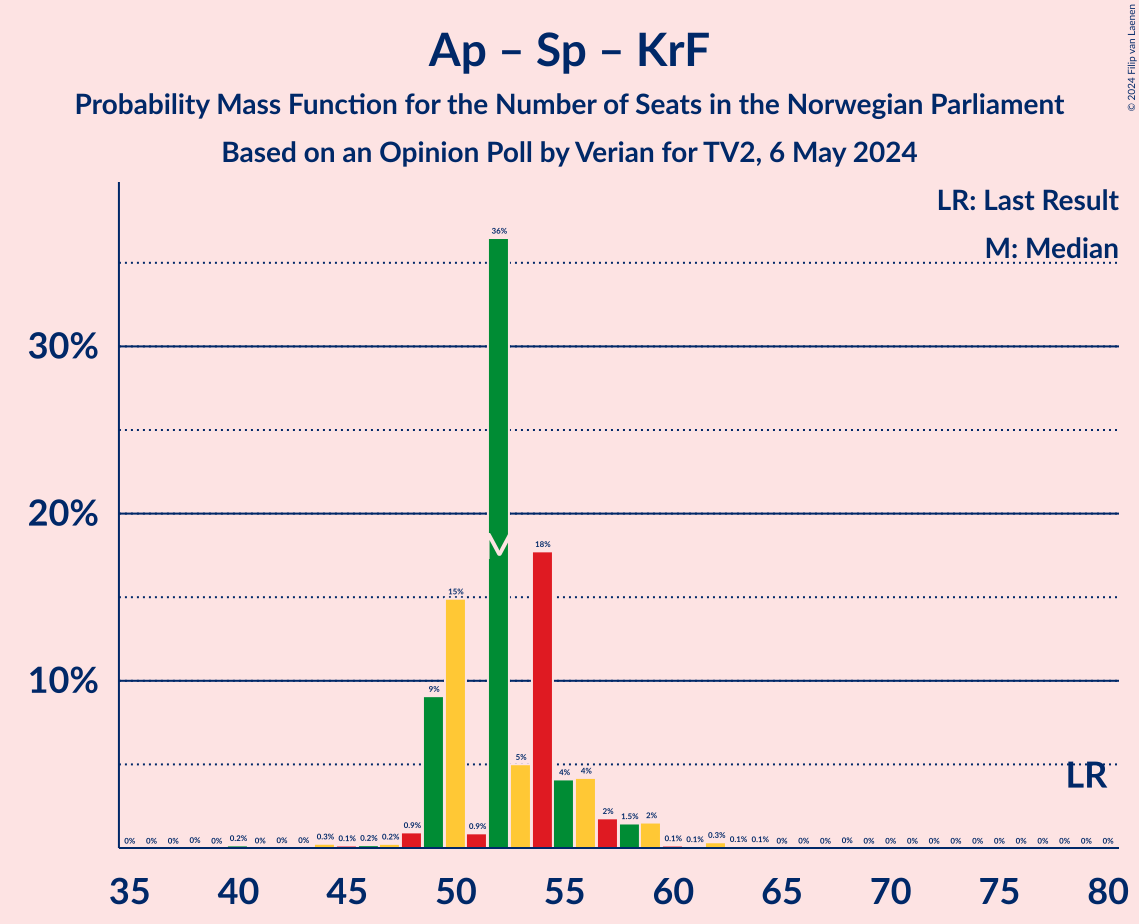 © 2024 Filip van Laenen
Ap – Sp – KrF
Probability Mass Function for the Number of Seats in the Norwegian Parliament
Based on an Opinion Poll by Verian for TV2, 6 May 2024
LR: Last Result
M: Median
30%
20%
10%
0% 0% 0% 0% 0% 0.2% 0% 0% 0% 0.3% 0.1% 0.2% 0.2% 0.9% 9% 15% 0.9% 36% 5% 18% 4% 4% 2% 1.5% 2% 0.1% 0.1% 0.3% 0.1% 0.1% 0% 0% 0% 0% 0% 0% 0% 0% 0% 0% 0% 0% 0% 0% 0% 0%
M
LR
35 40 45 50 55 60 65 70 75 80